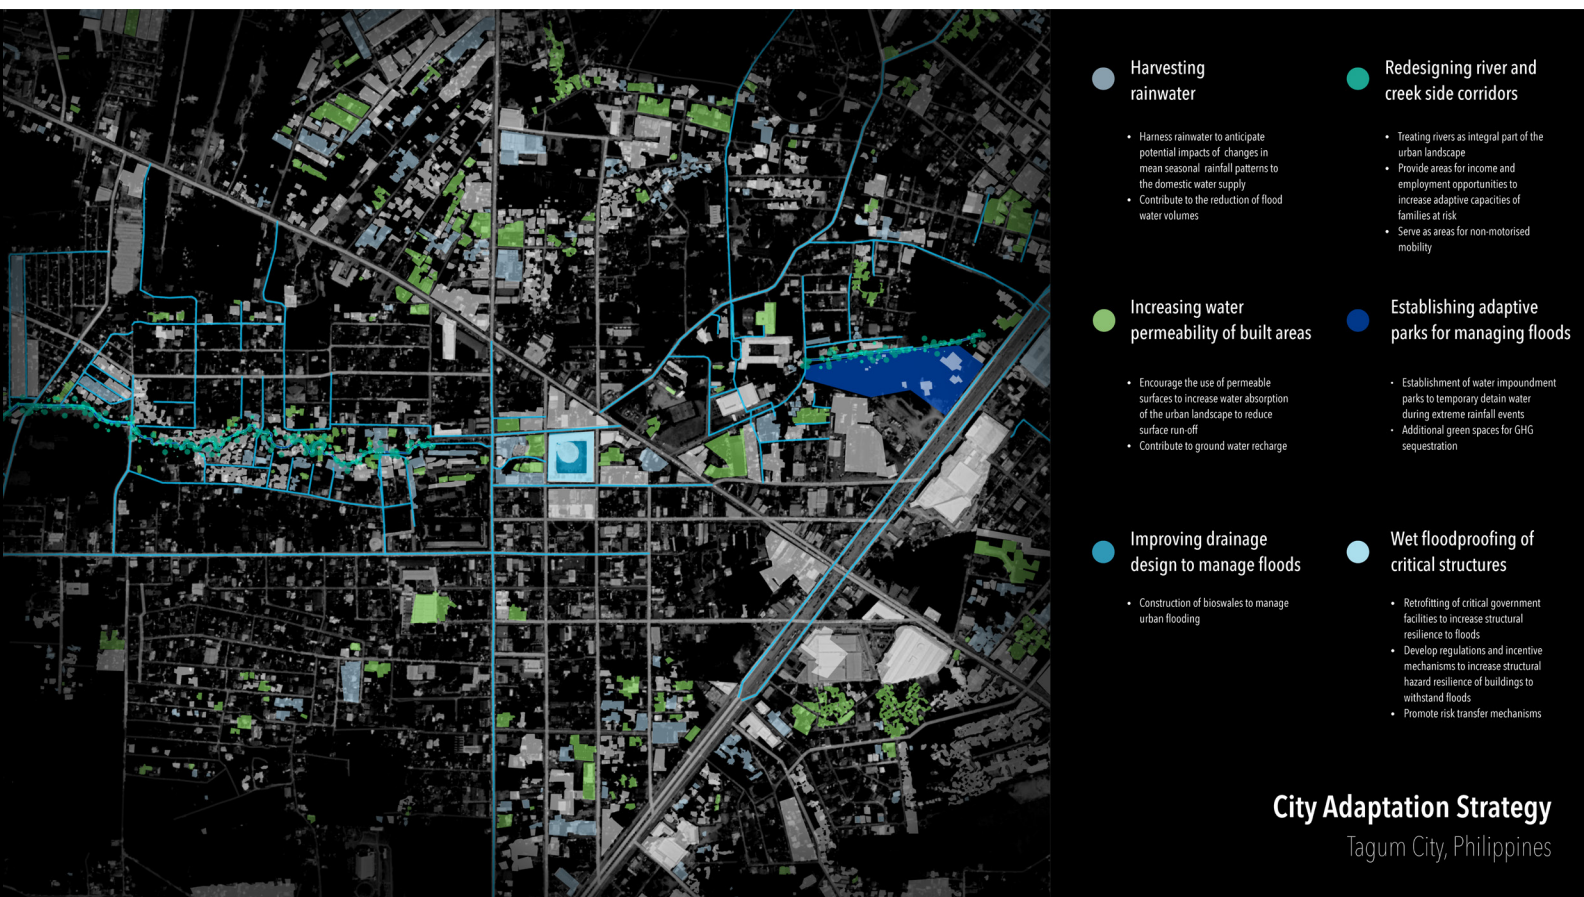 Harvesting
rainwater
• Harness rainwater to anticipate
potential impacts of changes in
mean seasonal rainfall patterns to
the domestic water supply
• Contribute to the reduction of flood
water volumes
Redesigning river and
creek side corridors
• Treating rivers as integral part of the
urban landscape
• Provide areas for income and
employment opportunities to
increase adaptive capacities of
families at risk
• Serve as areas for non-motorised
mobility
Increasing water
permeability of built areas
• Encourage the use of permeable
surfaces to increase water absorption
of the urban landscape to reduce
surface run-off
• Contribute to ground water recharge
Establishing adaptive
parks for managing floods
• Establishment of water impoundment
parks to temporary detain water
during extreme rainfall events
• Additional green spaces for GHG
sequestration
Improving drainage
design to manage floods
• Construction of bioswales to manage
urban flooding
Wet floodproofing of
critical structures
• Retrofitting of critical government
facilities to increase structural
resilience to floods
• Develop regulations and incentive
mechanisms to increase structural
hazard resilience of buildings to
withstand floods
• Promote risk transfer mechanisms
City Adaptation Strategy
Tagum City, Philippines